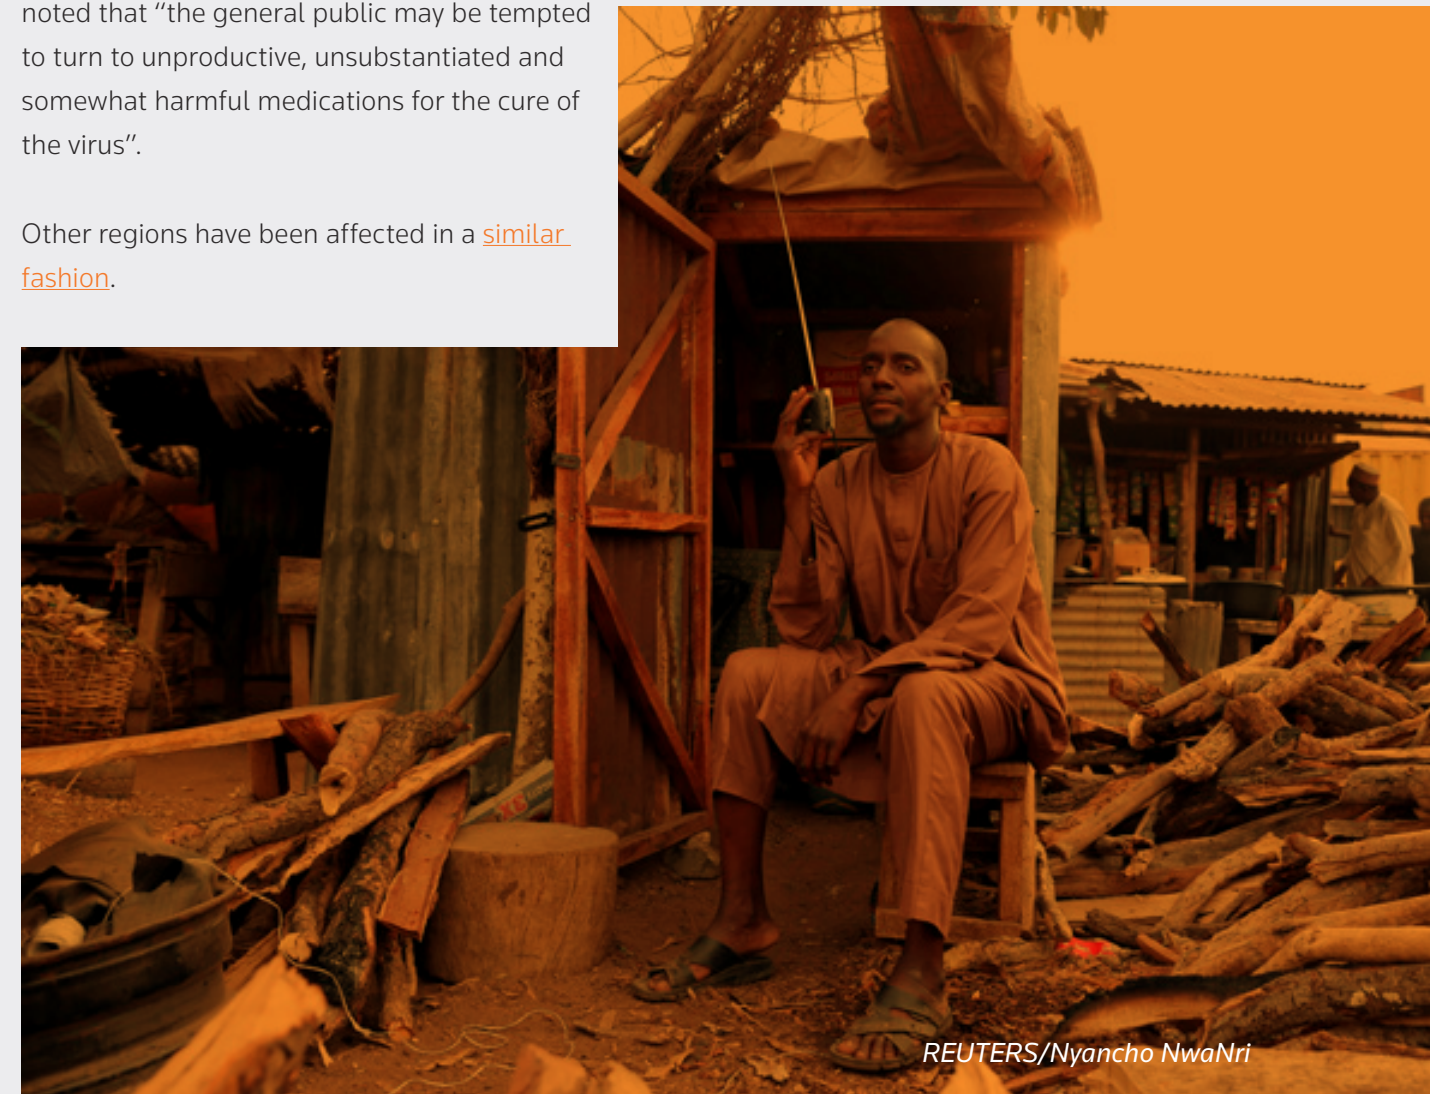 noted that “the general public may be tempted
to turn to unproductive, unsubstantiated and
somewhat harmful medications for the cure of
the virus”.
Other regions have been affected in a similar
fashion.
REUTERS/Nyancho NwaNri